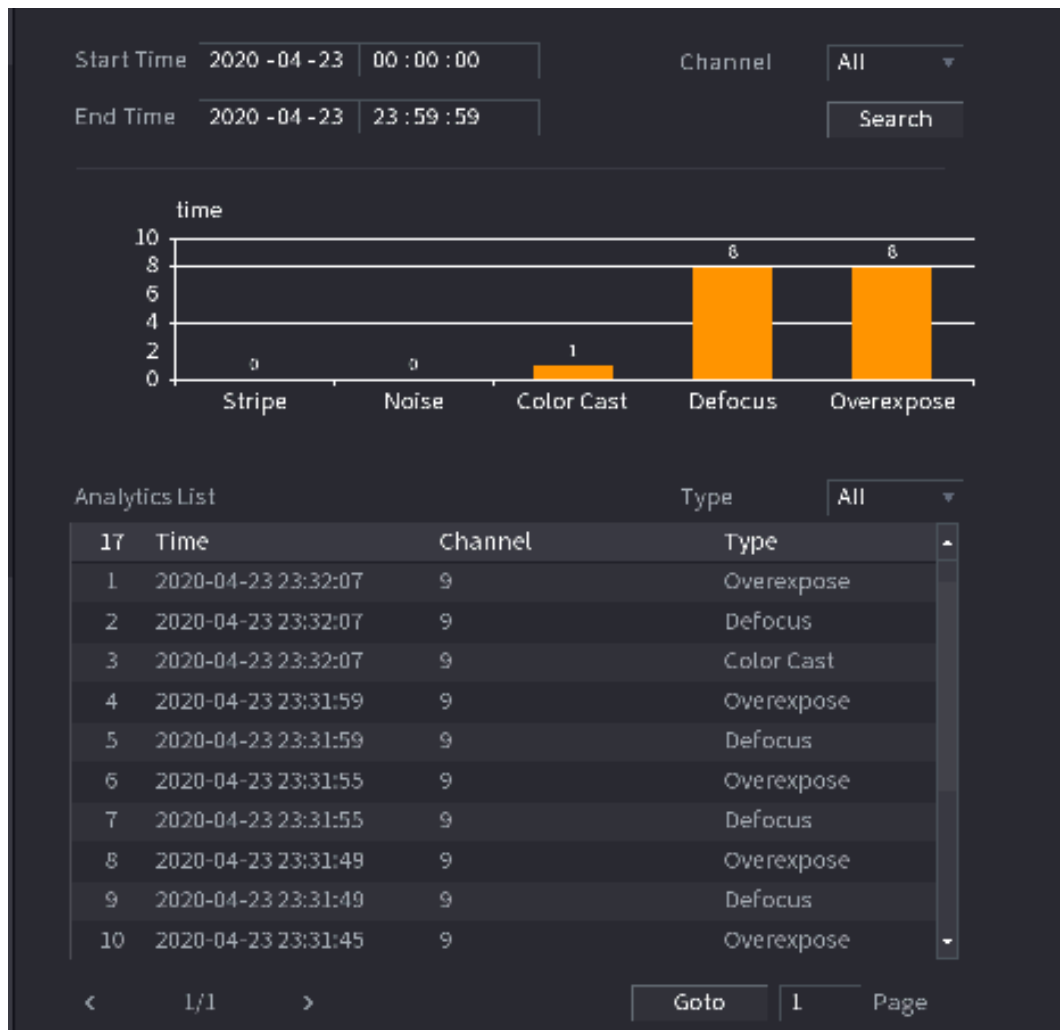 Start Time 2020 -04 -23 00 : 00 : 00 Channel All
End Time 2020 -04 -23 23 : 59 : 59 Search
time
10
8
6
4
2
0
0 0 1 8 8
Stripe Noise Color Cast Defocus Overexpose
Analytics List Type All
17 Time Channel Type
1 2020-04-23 23:32:07 9 Overexpose
2 2020-04-23 23:32:07 9 Defocus
3 2020-04-23 23:32:07 9 Color Cast
4 2020-04-23 23:31:59 9 Overexpose
5 2020-04-23 23:31:59 9 Defocus
6 2020-04-23 23:31:55 9 Overexpose
7 2020-04-23 23:31:55 9 Defocus
8 2020-04-23 23:31:49 9 Overexpose
9 2020-04-23 23:31:49 9 Defocus
10 2020-04-23 23:31:45 9 Overexpose
< 1/1 > Goto 1 Page